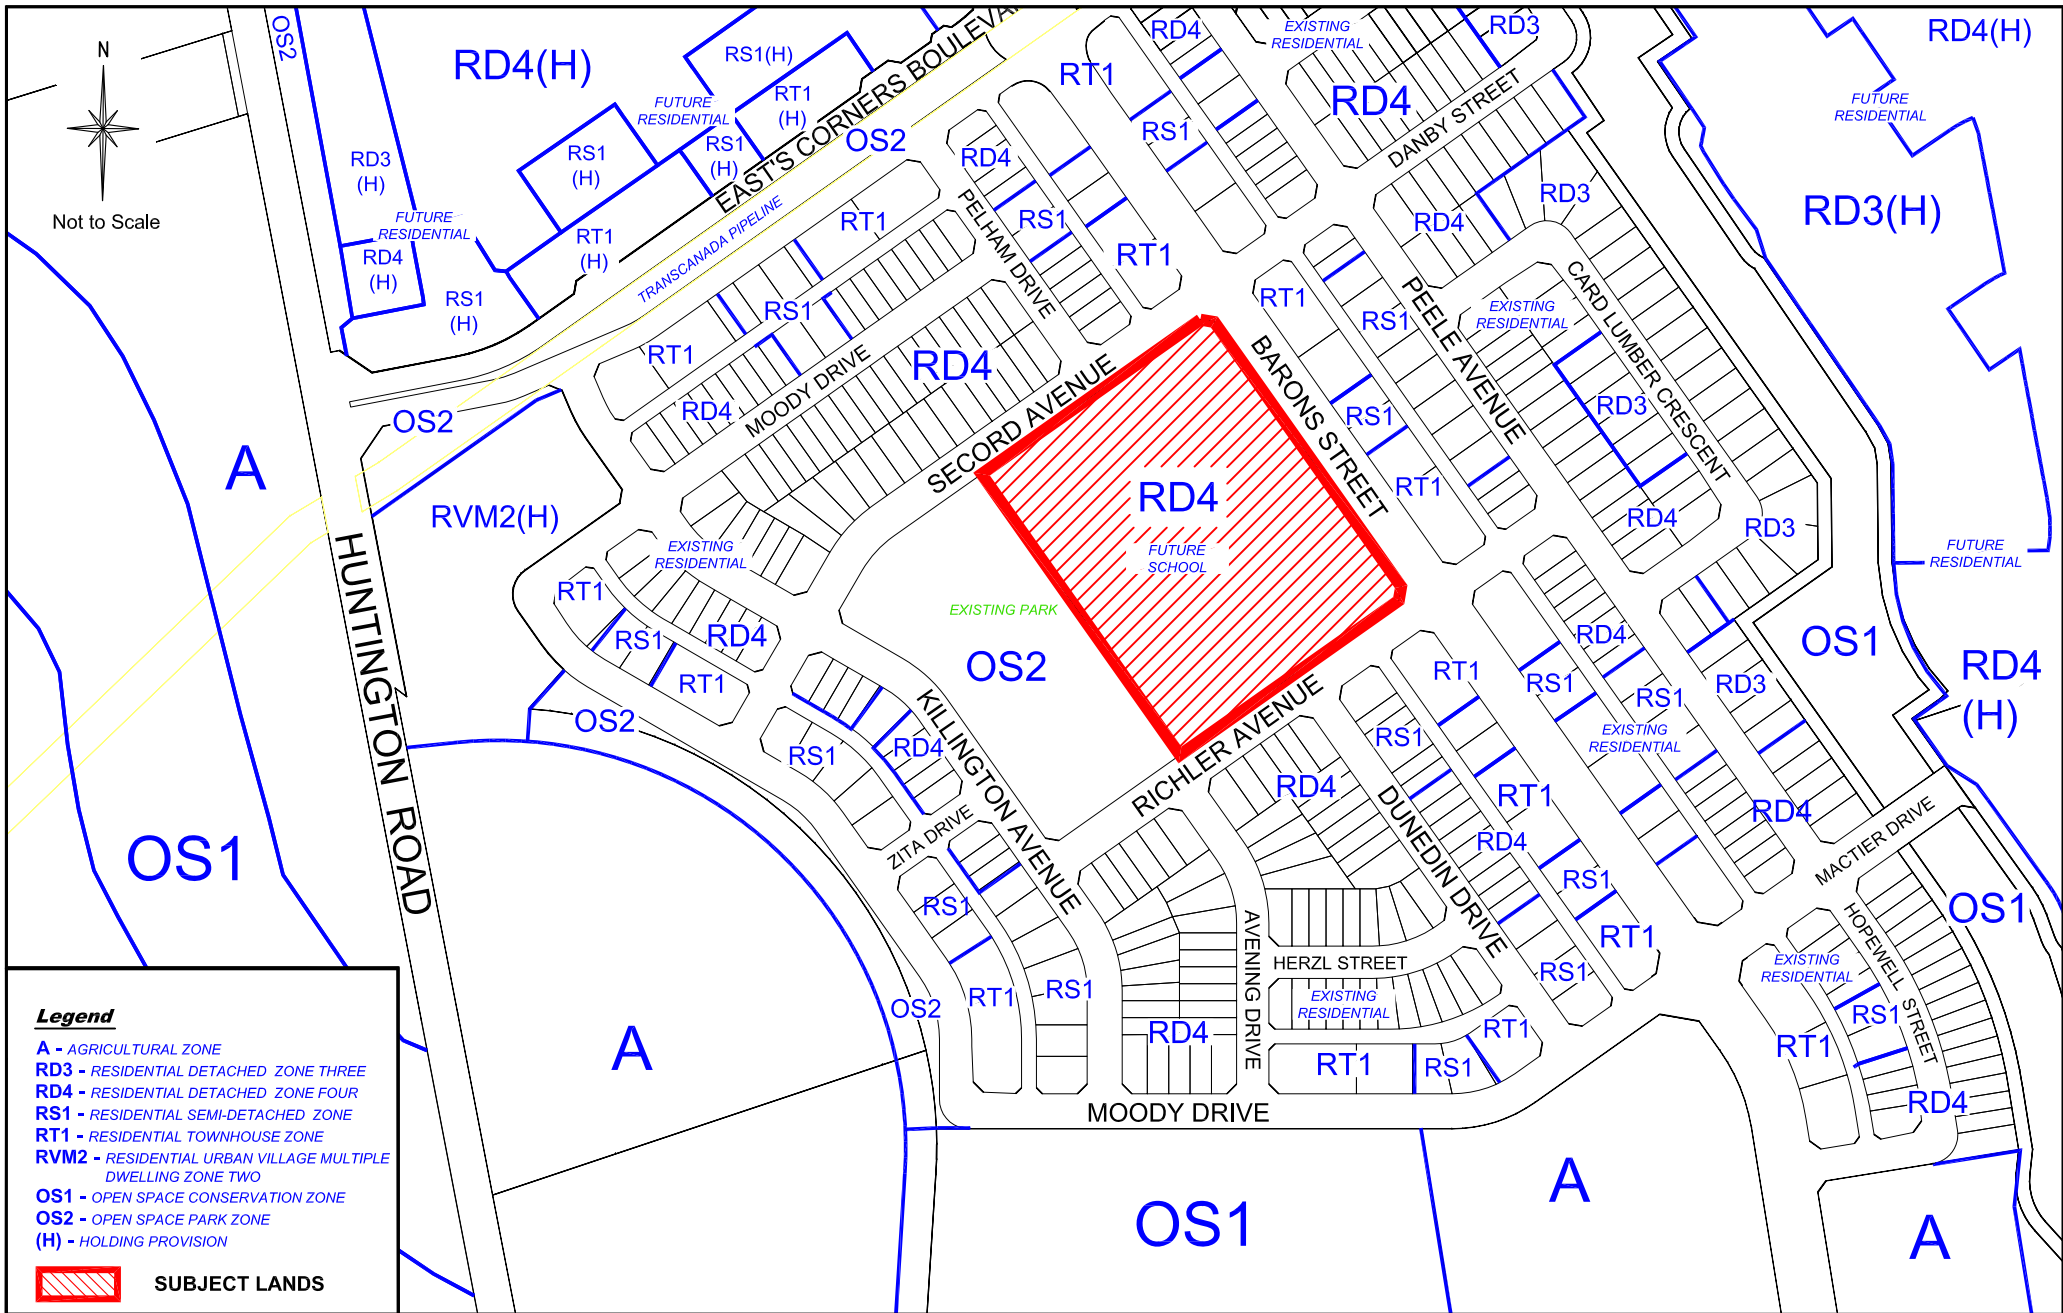 N
Not to Scale
OS2
RD4(H)
RS1(H)
FUTURE
RESIDENTIAL
RT1
(H)
RS1
(H)
RS1
(H)
RD3
(H)
FUTURE
RESIDENTIAL
RD4
(H)
RS1
(H)
RT1
(H)
EAST'S CORNERS BOULEVA
OS2
TRANSCANADA PIPELINE
RT1
RD4
PELHAM DRIVE
RS1
RT1
RT1
RD4
EXISTING
RESIDENTIAL
RD3
RS1
RD4
DANBY STREET
RD4
RD3
RD4(H)
FUTURE
RESIDENTIAL
RD3(H)
RT1
RS1
RD4
MOODY DRIVE
RD4
SECORD AVENUE
RT1
RS1
PEELE AVENUE
EXISTING
RESIDENTIAL
CARD LUMBER CRESCENT
RD3
BARONS STREET
RS1
RT1
RD4
RD3
FUTURE
RESIDENTIAL
OS2
A
RVM2(H)
HUNTINGTON ROAD
EXISTING
RESIDENTIAL
RT1
RS1
RD4
RT1
OS2
RD4
FUTURE
SCHOOL
EXISTING PARK
OS2
RS1
RD4
KILLINGTON AVENUE
ZITA DRIVE
RICHLER AVENUE
RT1
RS1
RD4
RS1
RD3
OS1
RD4
(H)
EXISTING
RESIDENTIAL
RS1
RD4
DUNEDIN DRIVE
RT1
RD4
RS1
RT1
RD4
MACTIER DRIVE
OS1
OS1
RS1
RT1
RS1
OS2
AVENING DRIVE
HERZL STREET
EXISTING
RESIDENTIAL
RS1
RD4
RT1
RS1
RT1
EXISTING
RESIDENTIAL
HOPEWELL STREET
RS1
RT1
RD4
A
MOODY DRIVE
OS1
A
A
Legend
A - AGRICULTURAL ZONE
RD3 - RESIDENTIAL DETACHED ZONE THREE
RD4 - RESIDENTIAL DETACHED ZONE FOUR
RS1 - RESIDENTIAL SEMI-DETACHED ZONE
RT1 - RESIDENTIAL TOWNHOUSE ZONE
RVM2 - RESIDENTIAL URBAN VILLAGE MULTIPLE
DWELLING ZONE TWO
OS1 - OPEN SPACE CONSERVATION ZONE
OS2 - OPEN SPACE PARK ZONE
(H) - HOLDING PROVISION
SUBJECT LANDS